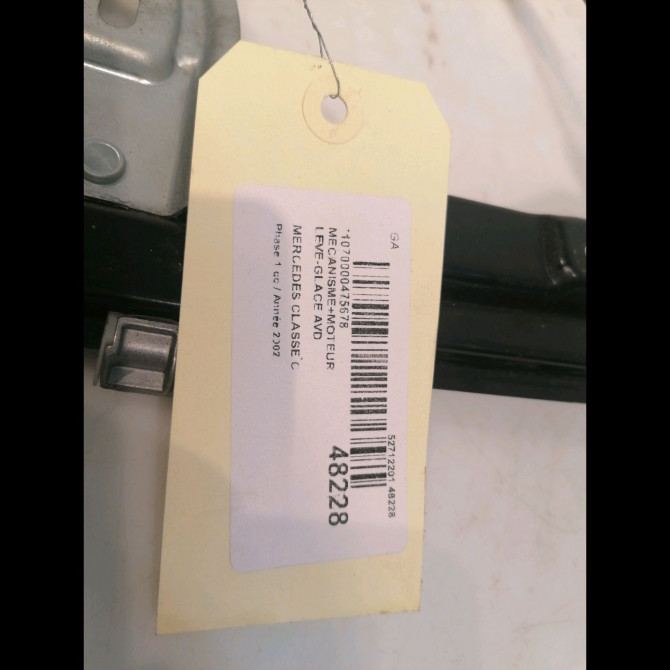 GA
52712201 48228
*1070000475678
MECANISME+MOTEUR
LEVE-GLACE AVD
48228
MERCEDES CLASSE C
Phase 1 cc / Année 2002